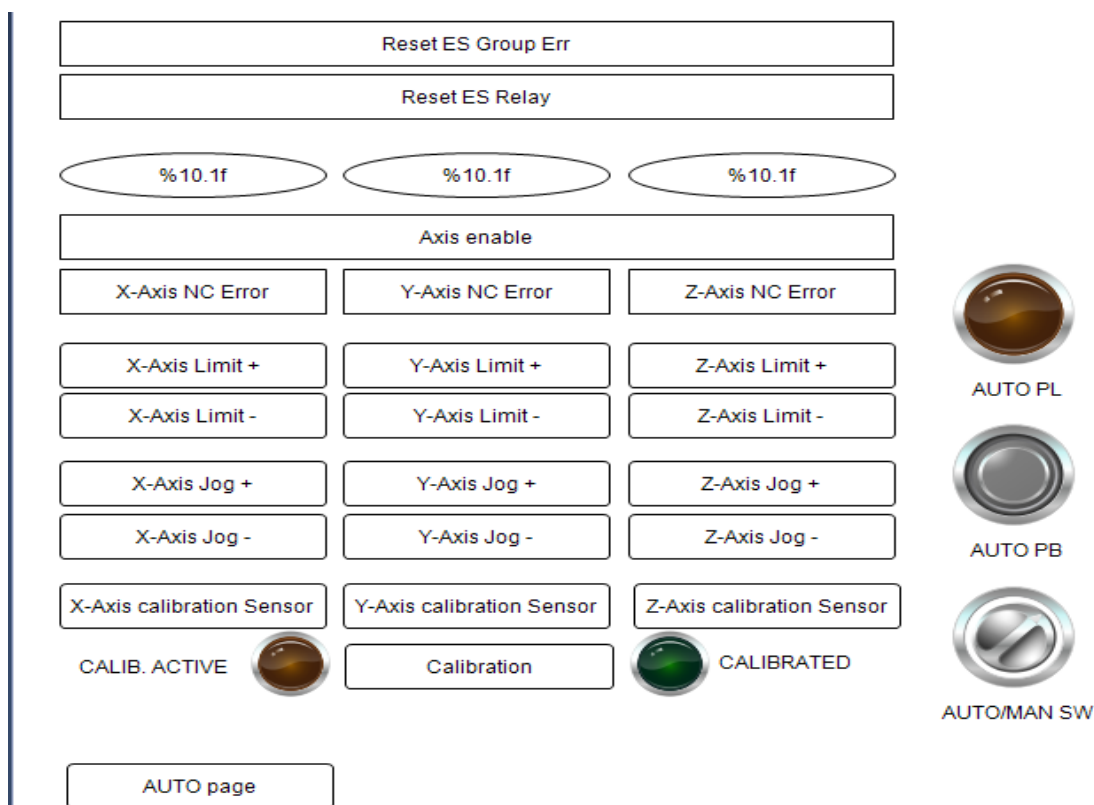 Reset ES Group Err
Reset ES Relay
%10.1f %10.1f %10.1f
Axis enable
X-Axis NC Error Y-Axis NC Error Z-Axis NC Error
X-Axis Limit + Y-Axis Limit + Z-Axis Limit +
AUTO PL
X-Axis Limit - Y-Axis Limit - Z-Axis Limit -
X-Axis Jog + Y-Axis Jog + Z-Axis Jog +
X-Axis Jog - Y-Axis Jog - Z-Axis Jog -
AUTO PB
X-Axis calibration Sensor Y-Axis calibration Sensor Z-Axis calibration Sensor
CALIB. ACTIVE Calibration CALIBRATED
AUTO/MAN SW
AUTO page